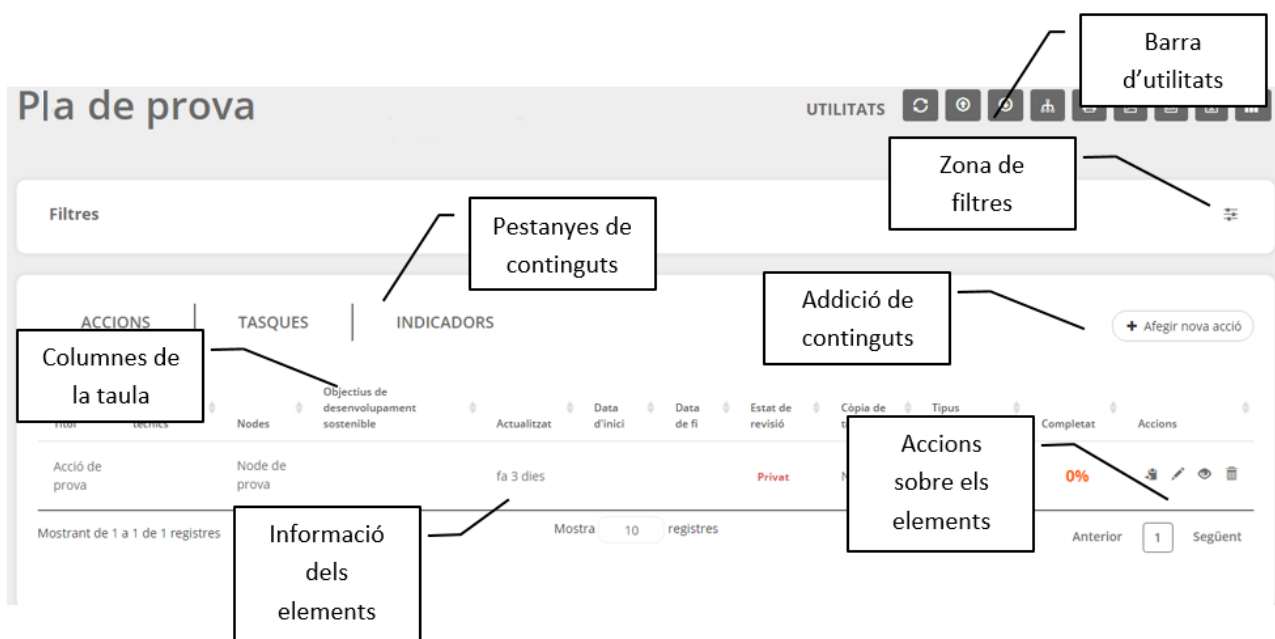 Barra
d'utilitats
Pla de prova
UTILITATS
Zona de
filtres
Filtres
Pestanyes de
continguts
Addició de
continguts
ACCIONS
TASQUES
INDICADORS
+ Afegir nova acció
Columnes de
la taula
Objectius de
desenvolupament
sostenible
Nodes
Actualitzat
Data
d'inici
Data
de fi
Estat de
revisió
Còpia de
Tipus
Completat
Accions
Accions
sobre els
elements
Acció de
prova
Node de
prova
fa 3 dies
Privat
0%
Informació
dels
elements
Mostrant de 1 a 1 de 1 registres
Mostra 10 registres
Anterior 1 Següent